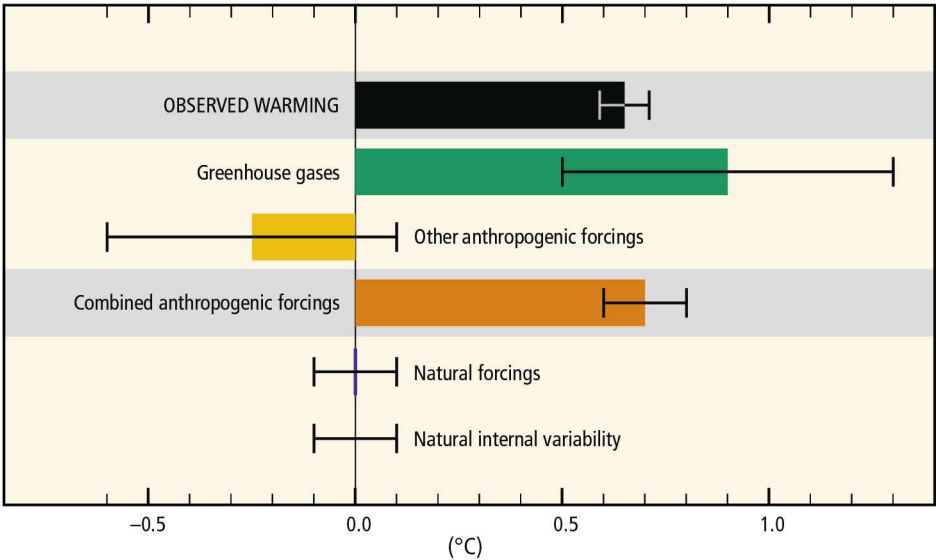 OBSERVED WARMING
Greenhouse gases
Other anthropogenic forcings
Combined anthropogenic forcings
Natural forcings
Natural internal variability
–0.5 0.0 0.5 1.0
(°C)